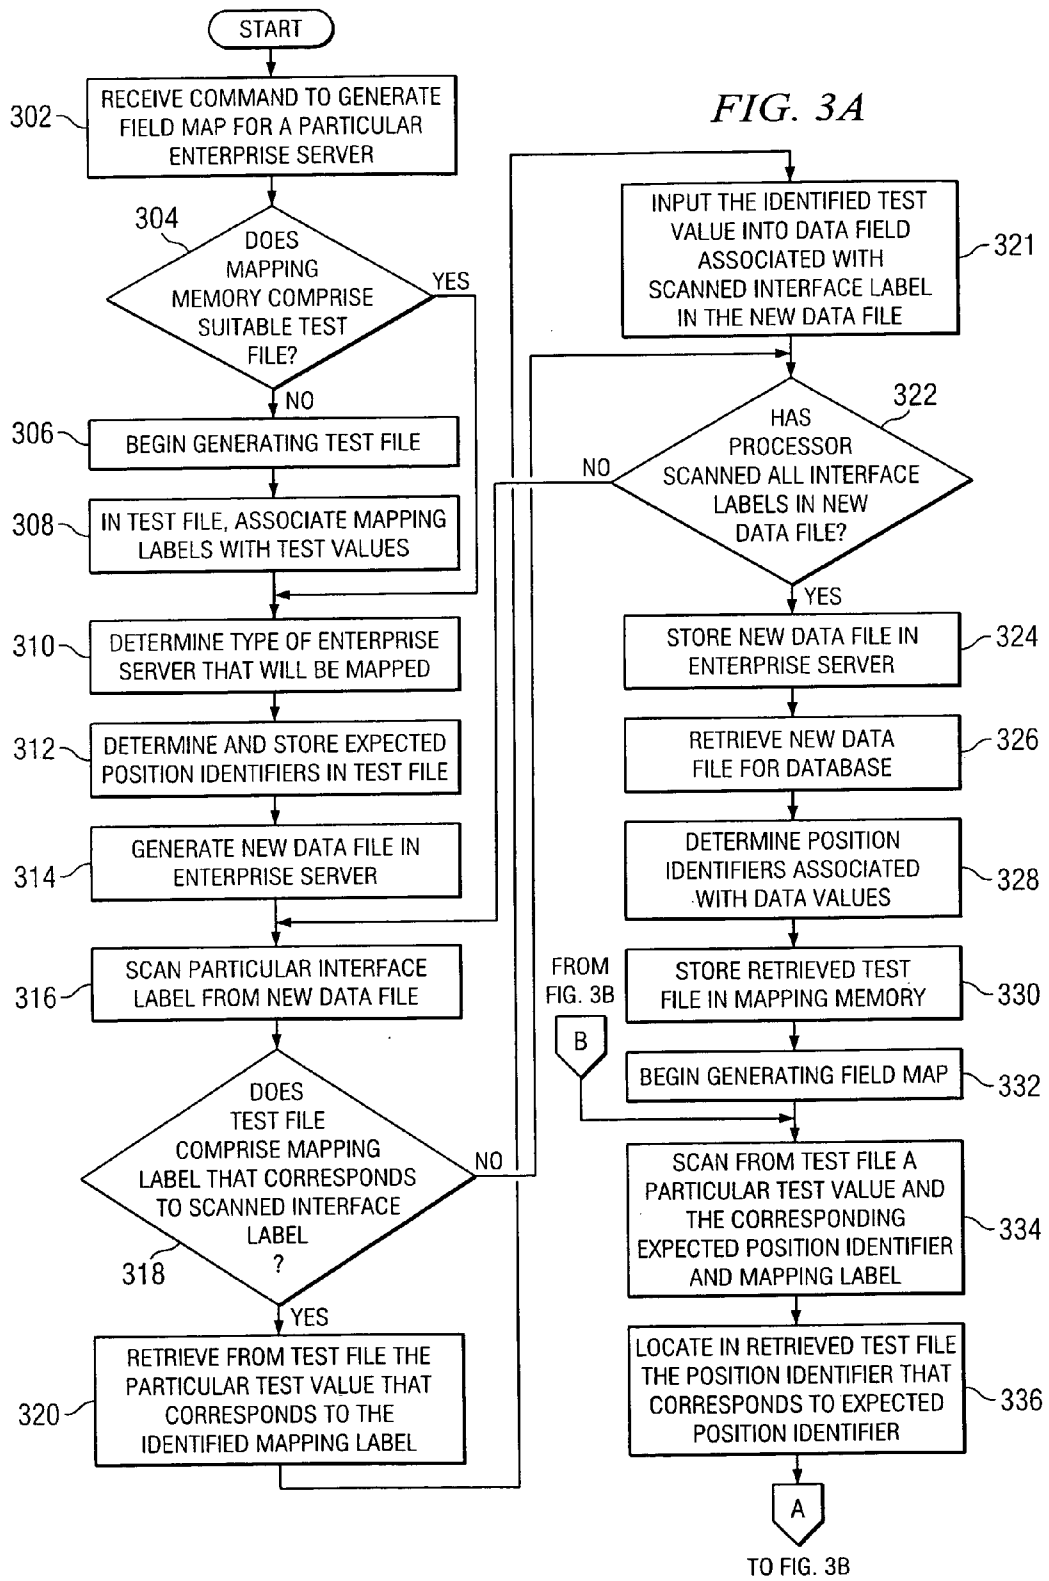 START
302
RECEIVE COMMAND TO GENERATE
FIELD MAP FOR A PARTICULAR
ENTERPRISE SERVER
304
DOES
MAPPING
MEMORY COMPRISE
SUITABLE TEST
FILE?
YES
NO
306
BEGIN GENERATING TEST FILE
308
IN TEST FILE, ASSOCIATE MAPPING
LABELS WITH TEST VALUES
310
DETERMINE TYPE OF ENTERPRISE
SERVER THAT WILL BE MAPPED
312
DETERMINE AND STORE EXPECTED
POSITION IDENTIFIERS IN TEST FILE
314
GENERATE NEW DATA FILE IN
ENTERPRISE SERVER
316
SCAN PARTICULAR INTERFACE
LABEL FROM NEW DATA FILE
DOES
TEST FILE
COMPRISE MAPPING
LABEL THAT CORRESPONDS
TO SCANNED INTERFACE
LABEL
?
318
NO
YES
320
RETRIEVE FROM TEST FILE THE
PARTICULAR TEST VALUE THAT
CORRESPONDS TO THE
IDENTIFIED MAPPING LABEL
FIG. 3A
INPUT THE IDENTIFIED TEST
VALUE INTO DATA FIELD
ASSOCIATED WITH
SCANNED INTERFACE LABEL
IN THE NEW DATA FILE
321
322
HAS
PROCESSOR
SCANNED ALL INTERFACE
LABELS IN NEW
DATA FILE?
NO
YES
STORE NEW DATA FILE IN
ENTERPRISE SERVER
324
RETRIEVE NEW DATA
FILE FOR DATABASE
326
DETERMINE POSITION
IDENTIFIERS ASSOCIATED
WITH DATA VALUES
328
STORE RETRIEVED TEST
FILE IN MAPPING MEMORY
330
FROM
FIG. 3B
B
BEGIN GENERATING FIELD MAP
332
SCAN FROM TEST FILE A
PARTICULAR TEST VALUE AND
THE CORRESPONDING
EXPECTED POSITION IDENTIFIER
AND MAPPING LABEL
334
LOCATE IN RETRIEVED TEST FILE
THE POSITION IDENTIFIER THAT
CORRESPONDS TO EXPECTED
POSITION IDENTIFIER
336
A
TO FIG. 3B